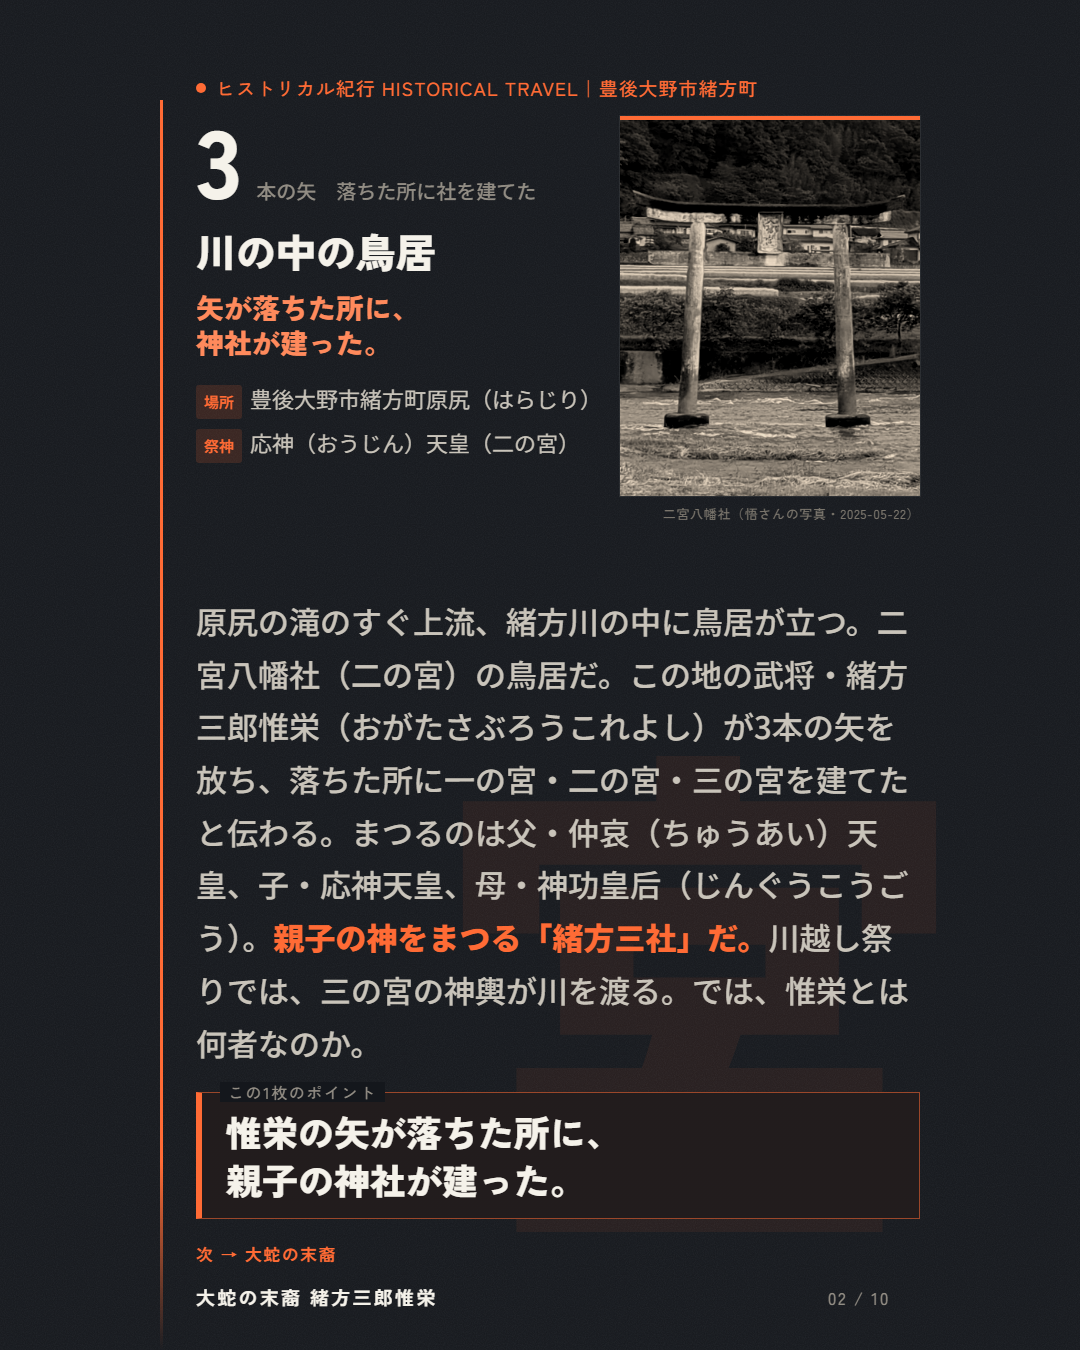 ヒストリカル紀行 HISTORICAL TRAVEL｜豊後大野市緒方町
3 本の矢　落ちた所に社を建てた
川の中の鳥居
矢が落ちた所に、
神社が建った。
場所 豊後大野市緒方町原尻（はらじり）
祭神 応神（おうじん）天皇（二の宮）
二宮八幡社（悟さんの写真・2025-05-22）
原尻の滝のすぐ上流、緒方川の中に鳥居が立つ。二
宮八幡社（二の宮）の鳥居だ。この地の武将・緒方
三郎惟栄（おがたさぶろうこれよし）が3本の矢を
放ち、落ちた所に一の宮・二の宮・三の宮を建てた
と伝わる。まつるのは父・仲哀（ちゅうあい）天
皇、子・応神天皇、母・神功皇后（じんぐうこうご
う）。親子の神をまつる「緒方三社」だ。川越し祭
りでは、三の宮の神輿が川を渡る。では、惟栄とは
何者なのか。
この1枚のポイント
惟栄の矢が落ちた所に、
親子の神社が建った。
次 → 大蛇の末裔
大蛇の末裔 緒方三郎惟栄
02 / 10